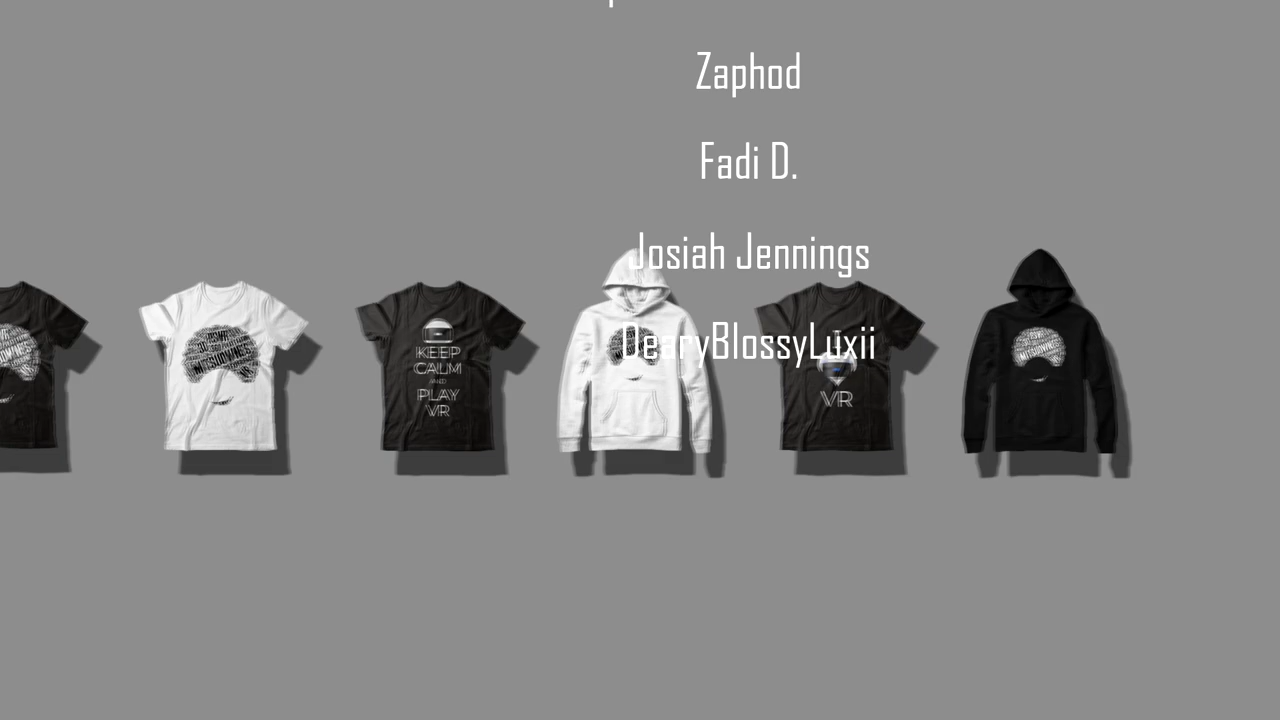 Zaphod
Fadi D.
Josiah Jennings
DearyBlossyLuxii
KEEP
CALM
AND
PLAY
VR
VR